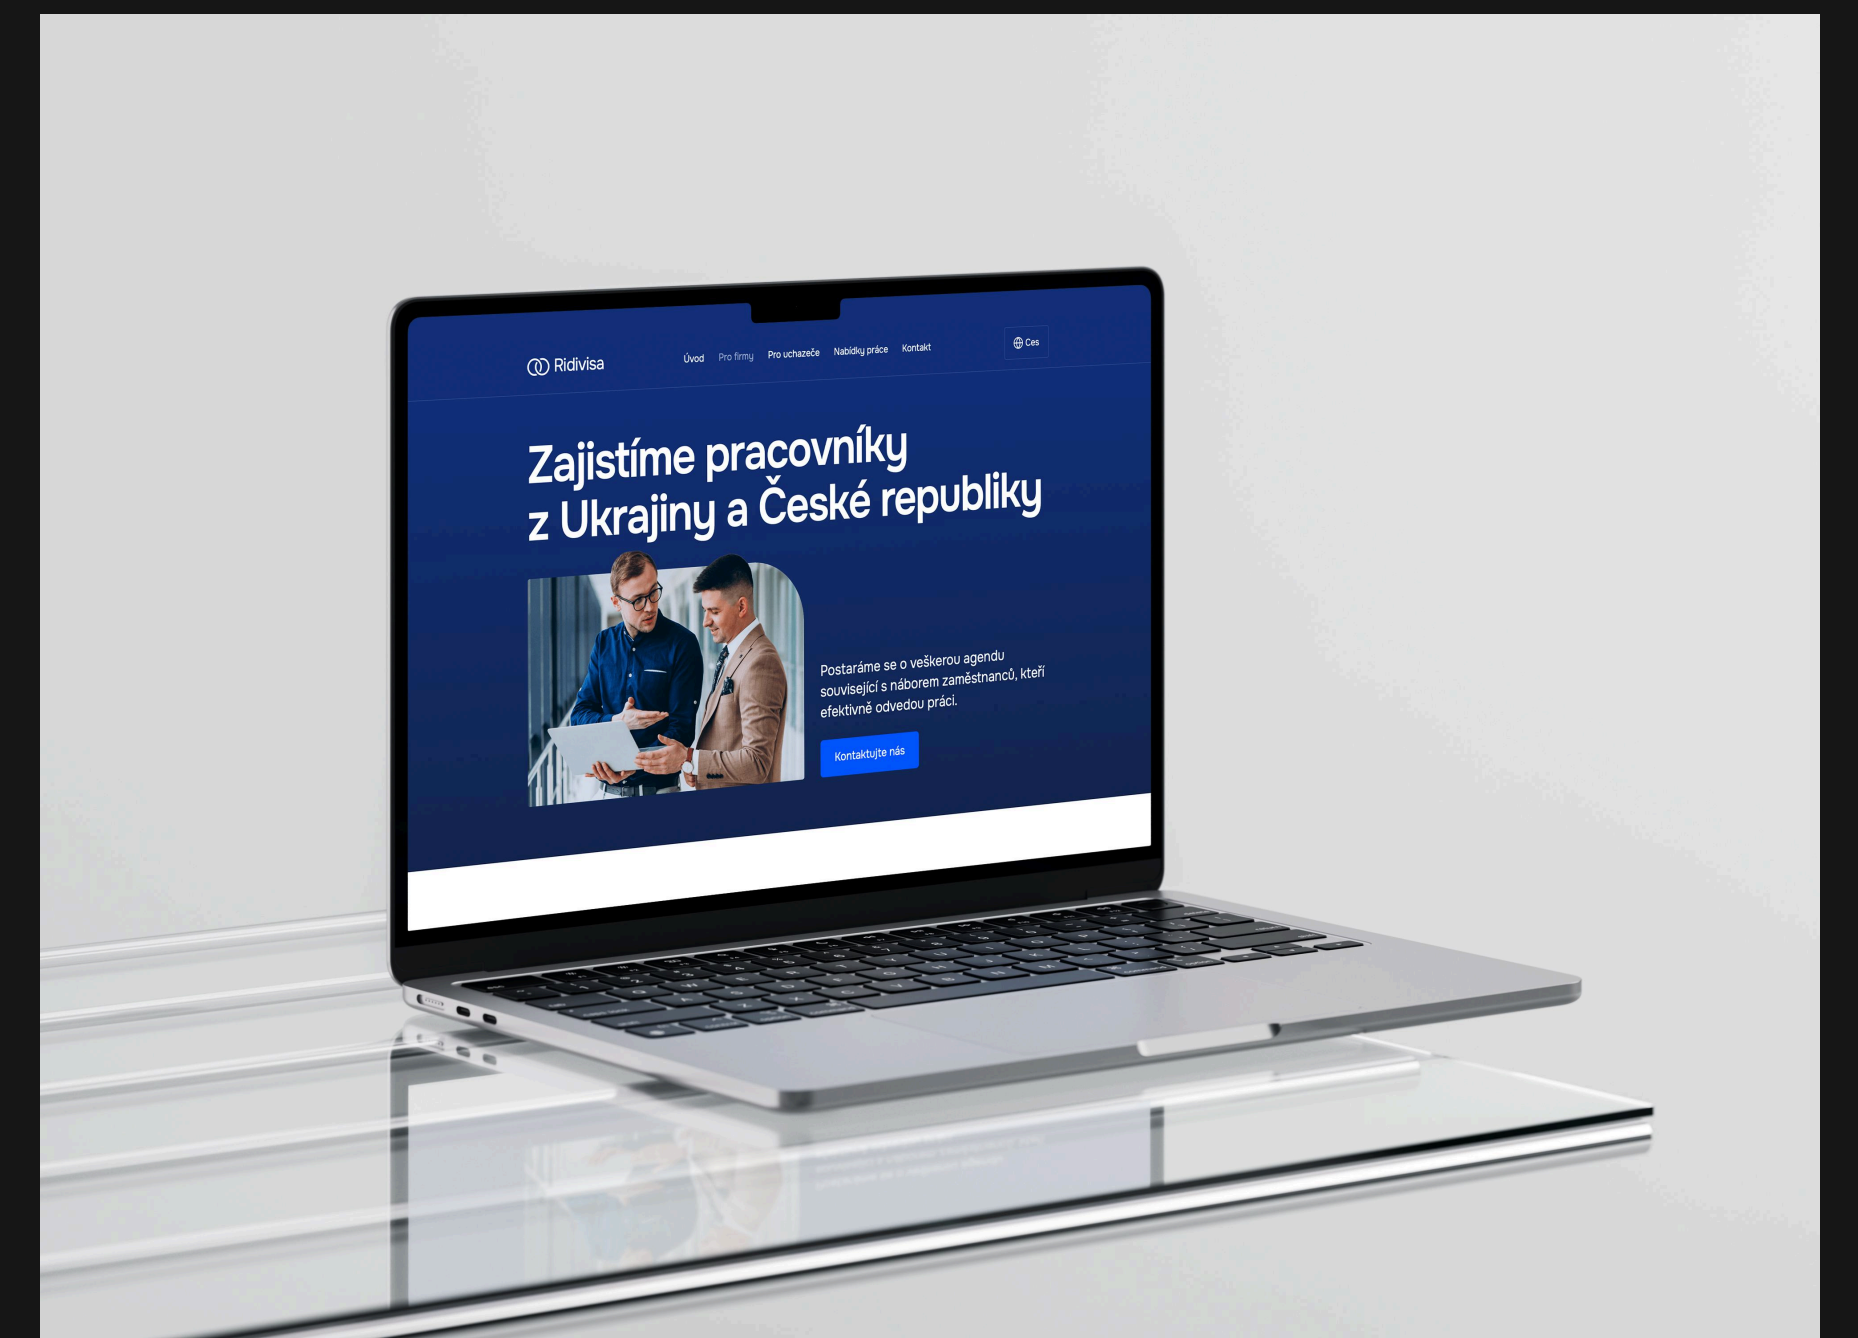 Ridivisa
Úvod Pro firmy Pro uchazeče Nabídky práce Kontakt
Ces
Zajistíme pracovníky
z Ukrajiny a České republiky
Postaráme se o veškerou agendu
související s náborem zaměstnanců, kteří
efektivně odvedou práci.
Kontaktujte nás